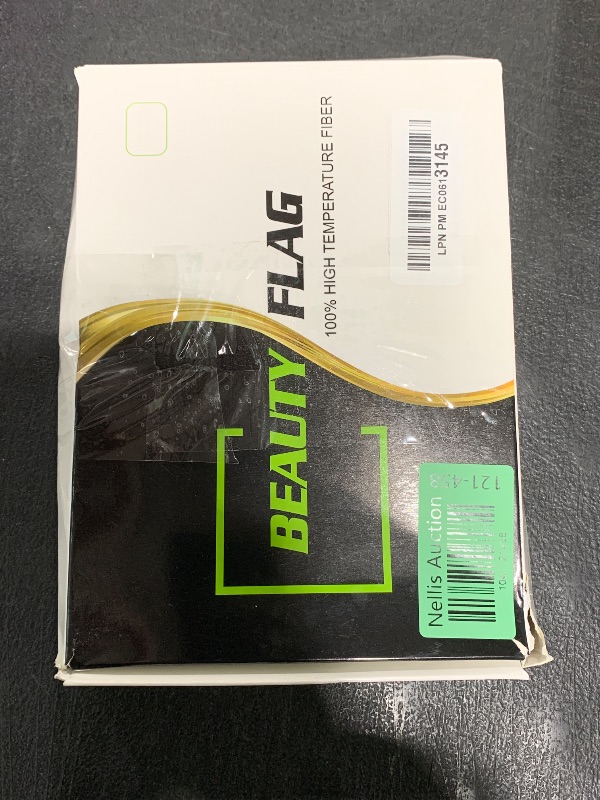 BEAUTY FLAG
100% HIGH TEMPERATURE FIBER
LPN PM EC0613145
Nellis Auction